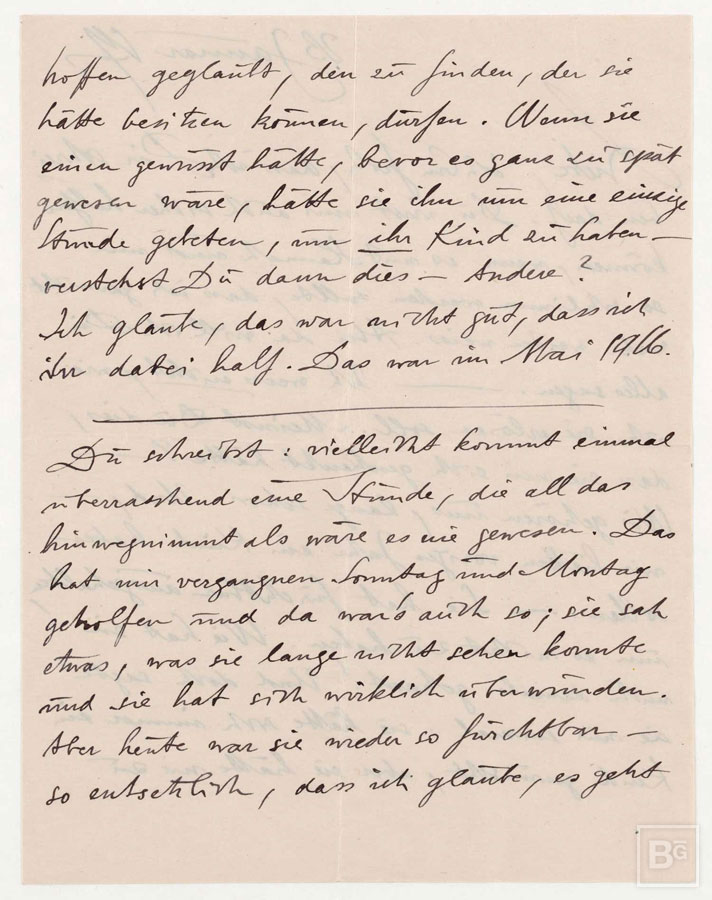 hoffen geglaubt, den zu finden, der sie
hätte besitzen können, dürfen. Wenn sie
einen gewusst hätte, bevor es ganz zu spät
gewesen wäre, hätte sie ihn um eine einzige
Stunde gebeten, um ihr Kind zu haben –
verstehst Du dann dies – Andere?
Ich glaube, das war nicht gut, dass ich
ihr dabei half. Das war im Mai 1916.
Du schreibst: vielleicht kommt einmal
überraschend eine Stunde, die all das
hinwegnimmt als wäre es nie gewesen. Das
hat mir vergangnen Sonntag und Montag
geholfen und da war's auch so; sie sah
etwas, was sie lange nicht sehen konnte
und sie hat sich wirklich überwunden.
Aber heute war sie wieder so furchtbar –
so entsetzlich, dass ich glaube, es geht
BG